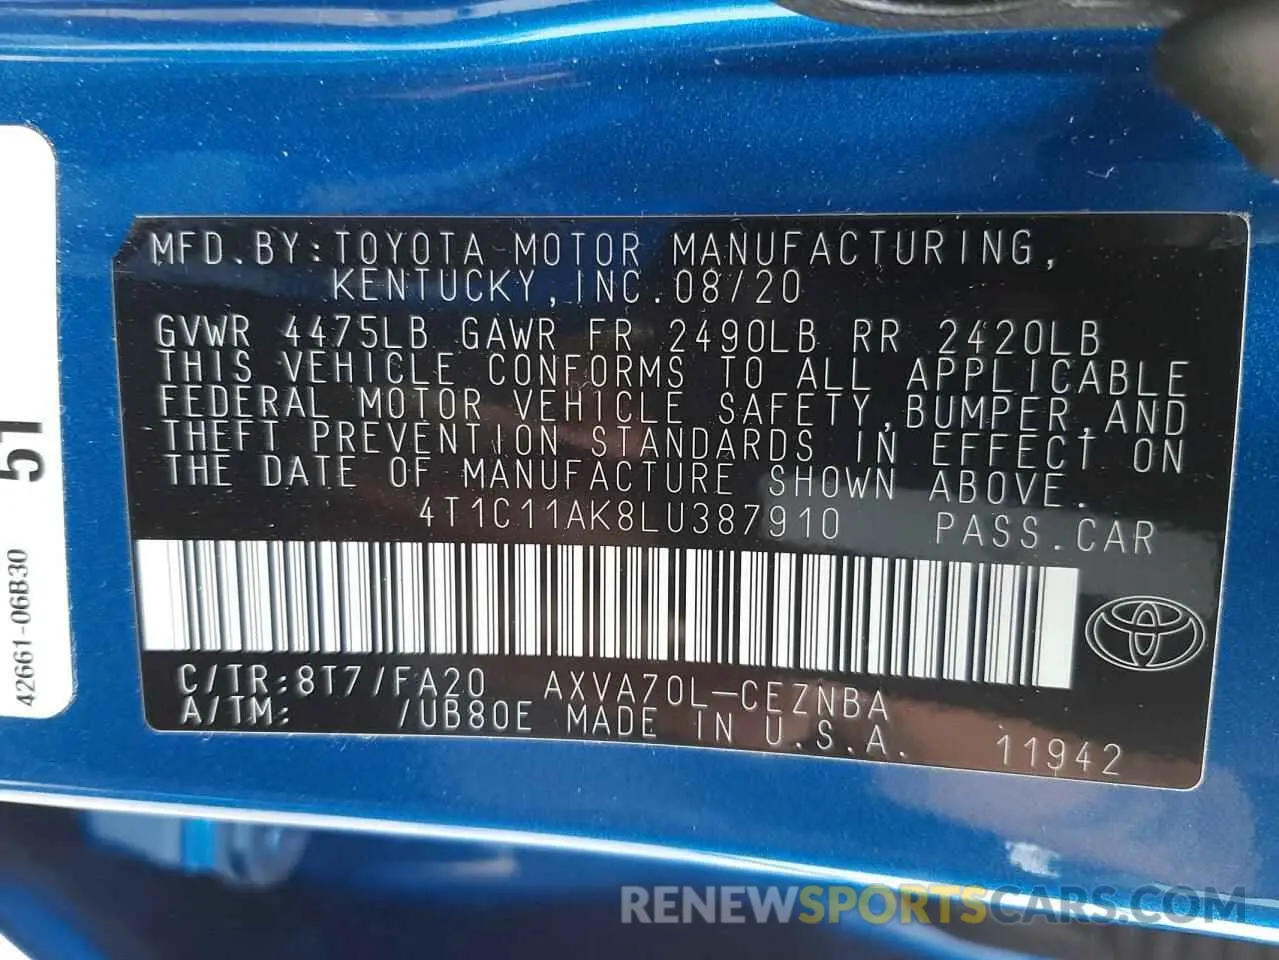 MFD.BY:TOYOTA MOTOR MANUFACTURING,
KENTUCKY,INC.08/20
GVWR 4475LB GAWR FR 2490LB RR 2420LB
THIS VEHICLE CONFORMS TO ALL APPLICABLE
FEDERAL MOTOR VEHICLE SAFETY,BUMPER,AND
THEFT PREVENTION STANDARDS IN EFFECT ON
THE DATE OF MANUFACTURE SHOWN ABOVE.
4T1C11AK8LU387910 PASS.CAR
C/TR:8T7/FA20 AXVA70L-CEZNBA
A/TM: /UB80E MADE IN U.S.A. 11942
51
42661-06B30
RENEWSPORTSCARS.COM